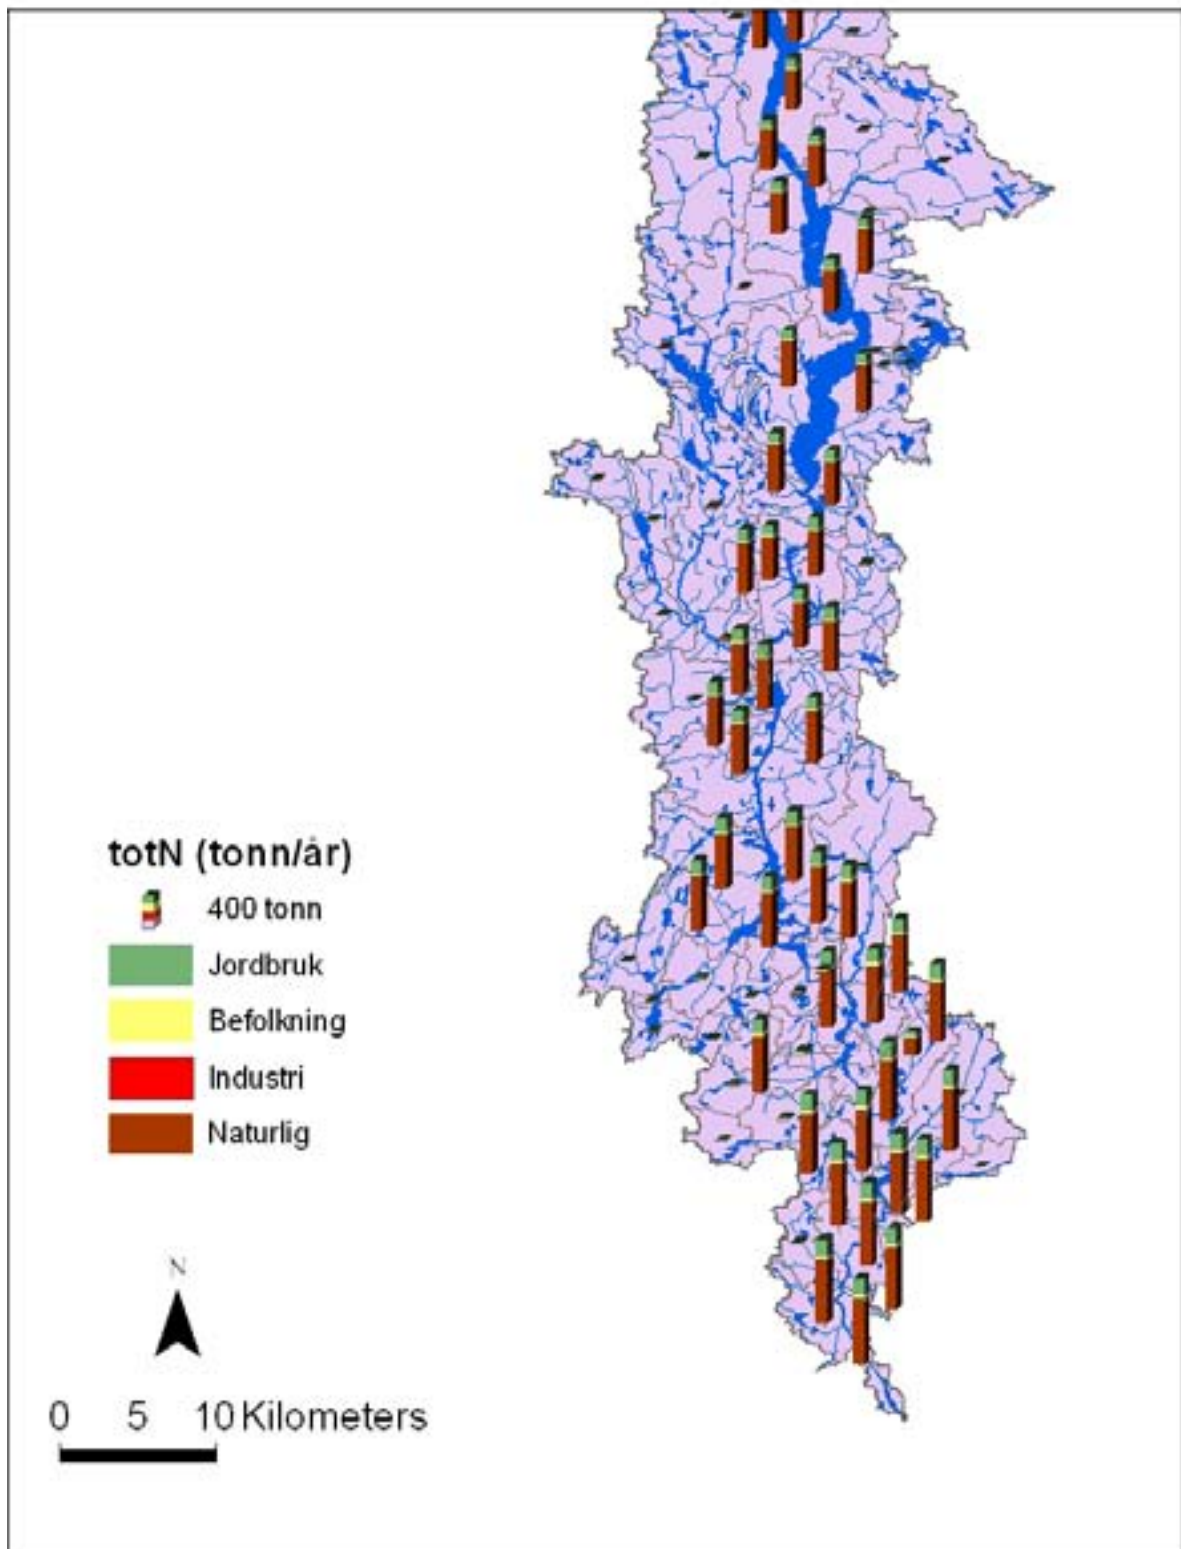 totN (tonn/år)
400 tonn
Jordbruk
Befolkning
Industri
Naturlig
N
0 5 10 Kilometers